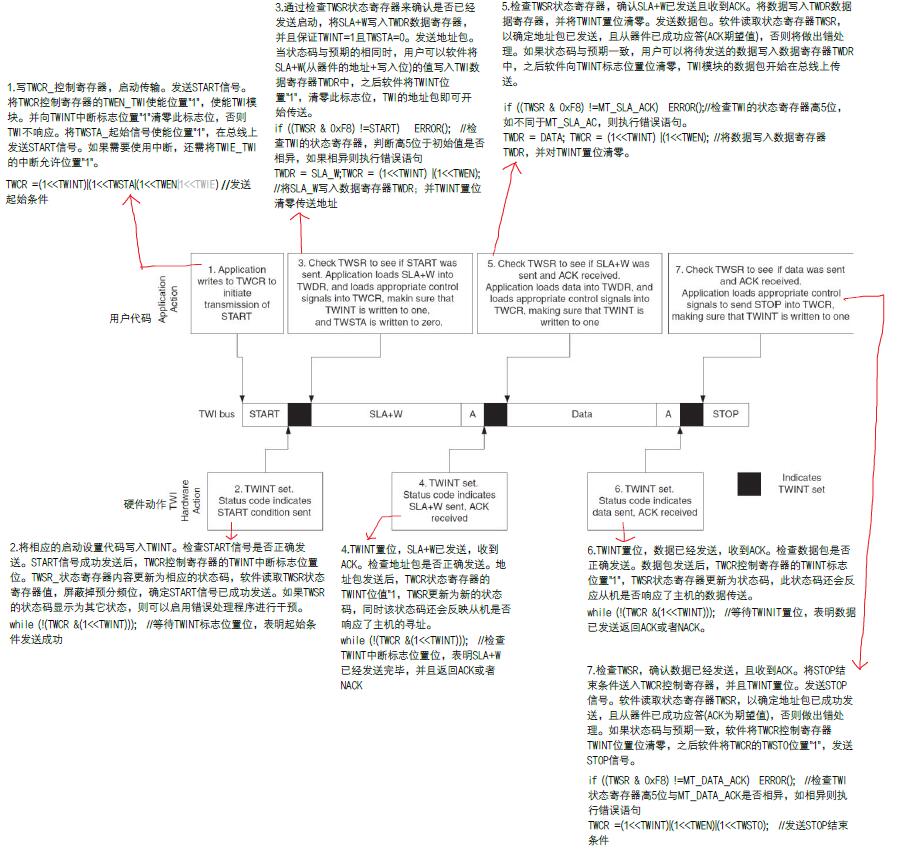 1.写TWCR_控制寄存器，启动传输。发送START信号。
将TWCR控制寄存器的TWEN_TWI使能位置"1"，使能TWI模
块。并向TWINT中断标志位置"1"清零此标志位，否则
TWI不响应。将TWSTA_起始信号使能位置"1"，在总线上
发送START信号。如果需要使用中断，还需将TWIE_TWI
的中断允许位置"1"。
TWCR =(1<<TWINT)|(1<<TWSTA|(1<<TWEN|1<<TWIE) //发送
起始条件
3.通过检查TWSR状态寄存器来确认是否已经
发送启动，将SLA+W写入TWDR数据寄存器，
并且保证TWINT=1且TWSTA=0。发送地址包。
当状态码与预期的相同时，用户可以软件将
SLA+W(从器件的地址+写入位)的值写入TWI数
据寄存器TWDR中，之后软件将TWINT位
置"1"，清零此标志位，TWI的地址包即可开
始传送。
if ((TWSR & 0xF8) !=START) ERROR(); //检
查TWI的状态寄存器，判断高5位于初始值是否
相异，如果相异则执行错误语句
TWDR = SLA_W;TWCR = (1<<TWINT) |(1<<TWEN);
//将SLA_W写入数据寄存器TWDR；并TWINT置位
清零传送地址
5.检查TWSR状态寄存器，确认SLA+W已发送且收到ACK。将数据写入TWDR数据
据寄存器，并将TWINT位置清零。发送数据包。软件读取状态寄存器TWSR，
以确定地址包已发送，且从器件已成功应答(ACK期望值)，否则将做出错处
理。如果状态码与预期一致，用户可以将待发送的数据写入数据寄存器TWDR
中，之后软件向TWINT标志位置位清零，TWI模块的数据包开始在总线上传
送。
if ((TWSR & 0xF8) !=MT_SLA_ACK) ERROR();//检查TWI的状态寄存器高5位，
如不同于MT_SLA_AC，则执行错误语句。
TWDR = DATA; TWCR = (1<<TWINT) |(1<<TWEN); //将数据写入数据寄存器
TWDR，并对TWINT置位清零。
用户代码
Application
Action
1. Application
writes to TWCR to
initiate
transmission of
START
3. Check TWSR to see if START was
sent. Application loads SLA+W into
TWDR, and loads appropriate control
signals into TWCR, makin sure that
TWINT is written to one,
and TWSTA is written to zero.
5. Check TWSR to see if SLA+W was
sent and ACK received.
Application loads data into TWDR, and
loads appropriate control signals into
TWCR, making sure that TWINT is
written to one
7. Check TWSR to see if data was sent
and ACK received.
Application loads appropriate control
signals to send STOP into TWCR,
making sure that TWINT is written to one
TWI bus
START
SLA+W
A
Data
A
STOP
硬件动作
TWI
Hardware
Action
2. TWINT set.
Status code indicates
START condition sent
4. TWINT set.
Status code indicates
SLA+W sent, ACK
received
6. TWINT set.
Status code indicates
data sent, ACK received
Indicates
TWINT set
2.将相应的启动设置代码写入TWINT。检查START信号是否正确发
送。START信号成功发送后，TWCR控制寄存器的TWINT中断标志位置
位。TWSR_状态寄存器内容更新为相应的状态码，软件读取TWSR状态
寄存器值，屏蔽掉预分频位，确定START信号已成功发送。如果TWSR
的状态码显示为其它状态，则可以启用错误处理程序进行干预。
while (!(TWCR &(1<<TWINT))); //等待TWINT标志位置位，表明起始条
件发送成功
4.TWINT置位，SLA+W已发送，收到
ACK。检查地址包是否正确发送。地
址包发送后，TWCR状态寄存器的
TWINT位值"1"，TWSR更新为新的状态
码，同时该状态码还会反映从机是否
响应了主机的寻址。
while (!(TWCR &(1<<TWINT))); //检查
TWINT中断标志位置位，表明SLA+W
已经发送完毕，并且返回ACK或者
NACK
6.TWINT置位，数据已经发送，收到ACK。检查数据包是否
正确发送。数据包发送后，TWCR控制寄存器的TWINT标志
位置"1"，TWSR状态寄存器更新为状态码，此状态码还会反
应从机是否响应了主机的数据传送。
while (!(TWCR &(1<<TWINT))); //等待TWINIT置位，表明数据
已发送返回ACK或者NACK。
7.检查TWSR，确认数据已经发送，且收到ACK。将STOP结
束条件送入TWCR控制寄存器，并且TWINT置位。发送STOP
信号。软件读取状态寄存器TWSR，以确定地址包已成功发
送，且从器件已成功应答(ACK为期望值)，否则将做出错处
理。如果状态码与预期一致，软件将TWCR控制寄存器
TWINT位置位清零，之后软件将TWCR的TWSTO位置"1"，发送
STOP信号。
if ((TWSR & 0xF8) !=MT_DATA_ACK) ERROR(); //检查TWI
状态寄存器高5位与MT_DATA_ACK是否相异，如相异则执
行错误语句
TWCR =(1<<TWINT)|(1<<TWEN)|(1<<TWSTO); //发送STOP结束
条件